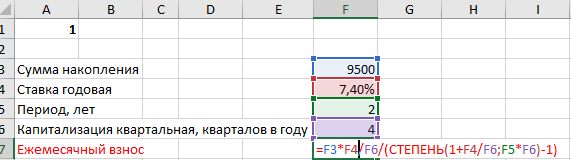 A B C D E F G H I
1 1
2
3 Сумма накопления 9500
4 Ставка годовая 7,40%
5 Период, лет 2
6 Капитализация квартальная, кварталов в году 4
7 Ежемесячный взнос =F3*F4/F6/(СТЕПЕНЬ(1+F4/F6;F5*F6)-1)